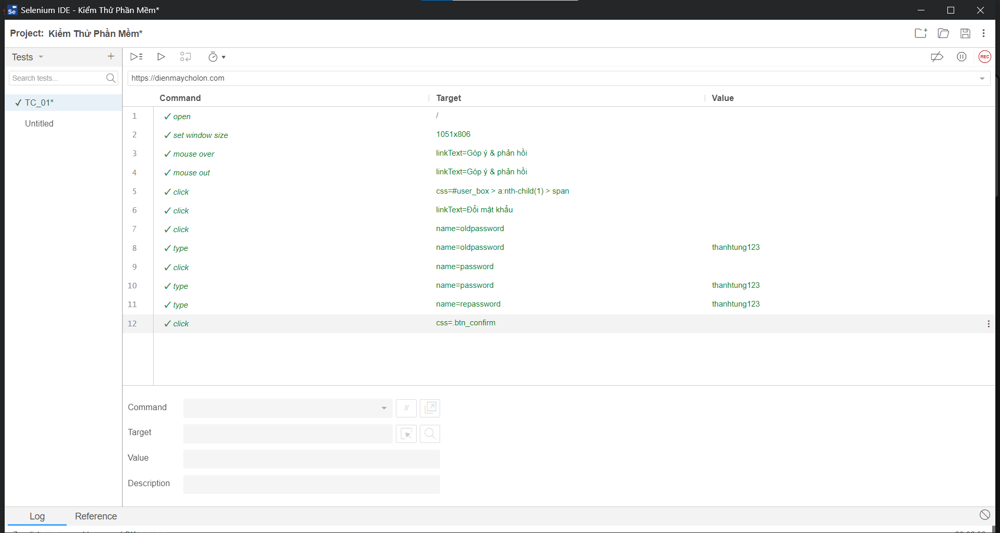 Selenium IDE - Kiểm Thử Phần Mềm*
Project: Kiểm Thử Phần Mềm*
Tests
REC
Search tests...
https://dienmaycholon.com
Command Target Value
✓ TC_01*
Untitled
1 ✓ open /
2 ✓ set window size 1051x806
3 ✓ mouse over linkText=Góp ý & phản hồi
4 ✓ mouse out linkText=Góp ý & phản hồi
5 ✓ click css=#user_box > a:nth-child(1) > span
6 ✓ click linkText=Đổi mật khẩu
7 ✓ click name=oldpassword
8 ✓ type name=oldpassword thanhtung123
9 ✓ click name=password
10 ✓ type name=password thanhtung123
11 ✓ type name=repassword thanhtung123
12 ✓ click css=.btn_confirm
Command //
Target
Value
Description
Log Reference